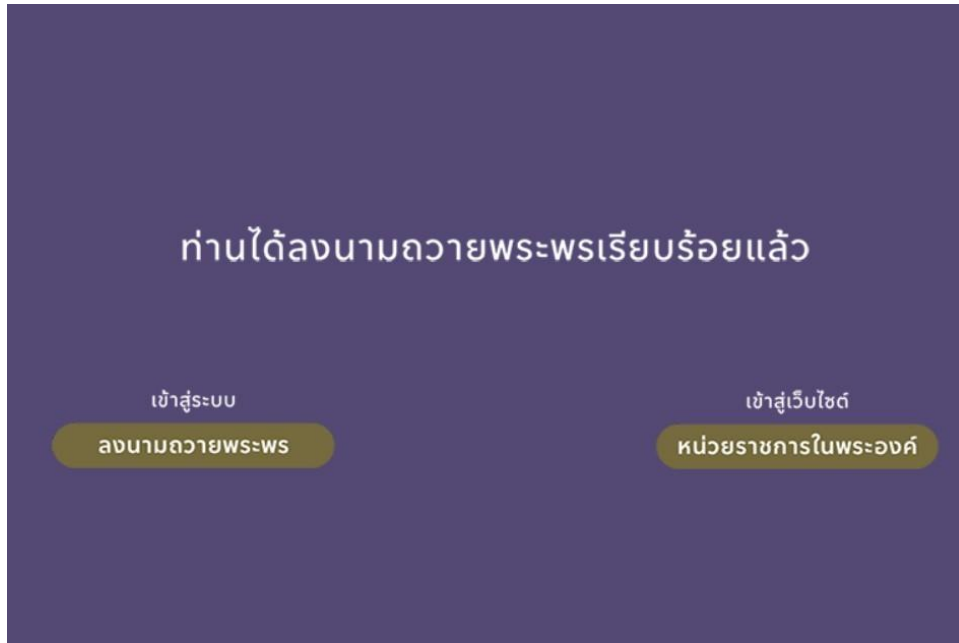 ท่านได้ลงนามถวายพระพรเรียบร้อยแล้ว
เข้าสู่ระบบ
ลงนามถวายพระพร
เข้าสู่เว็บไซต์
หน่วยราชการในพระองค์